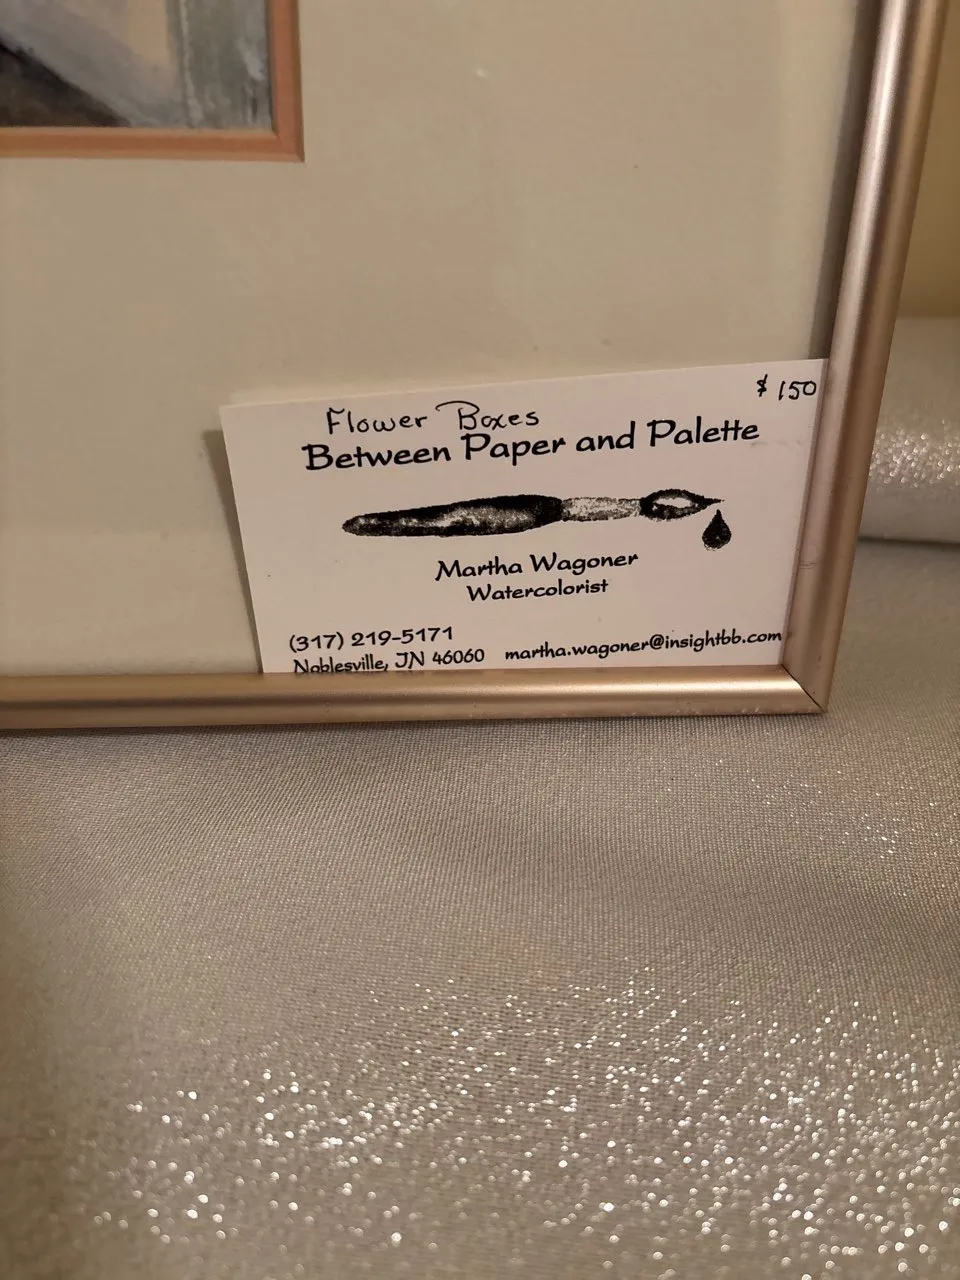 $150
Flower Boxes
Between Paper and Palette
Martha Wagoner
Watercolorist
(317) 219-5171
Noblesville, IN 46060 martha.wagoner@insightbb.com